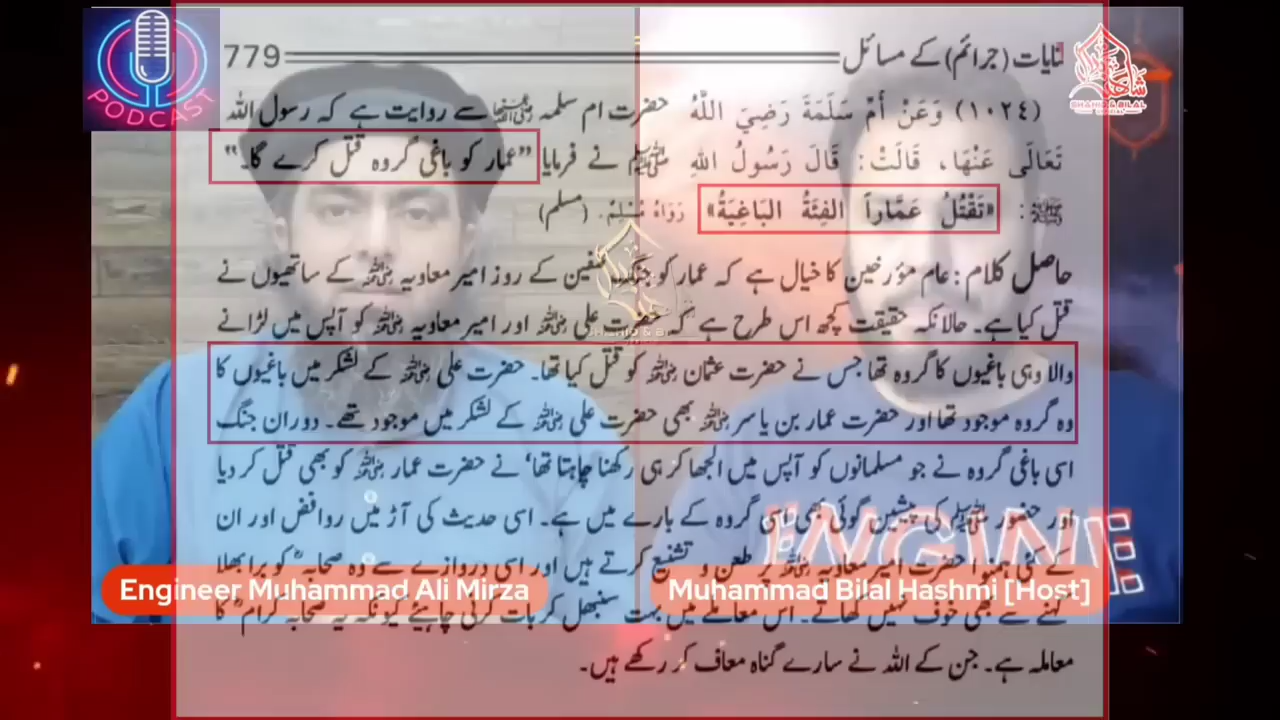 PODCAST
SHAHID & BILAL
779
جنایات (جرائم) کے مسائل
(١٠٢٤) وَعَنْ أُمِّ سَلَمَةَ رَضِيَ اللَّهُ
حضرت ام سلمہ رضی اللہ عنہا سے روایت ہے کہ رسول اللہ
تَعَالَى عَنْهَا، قَالَتْ: قَالَ رَسُولُ اللهِ
ﷺ نے فرمایا "عمار کو باغی گروہ قتل کرے گا۔"
ﷺ: «تَقْتُلُ عَمَّاراً الفِئَةُ البَاغِيَةُ» رَوَاهُ مُسْلِمٌ.
(مسلم)
حاصل کلام: عام مؤرخین کا خیال ہے کہ عمار کو جنگ صفین کے روز امیر معاویہ رضی اللہ عنہ کے ساتھیوں نے
قتل کیا ہے۔ حالانکہ حقیقت کچھ اس طرح ہے کہ حضرت علی رضی اللہ عنہ اور امیر معاویہ رضی اللہ عنہ کو آپس میں لڑانے
والا وہی باغیوں کا گروہ تھا جس نے حضرت عثمان رضی اللہ عنہ کو قتل کیا تھا۔ حضرت علی رضی اللہ عنہ کے لشکر میں باغیوں کا
وہ گروہ موجود تھا اور حضرت عمار بن یاسر رضی اللہ عنہ بھی حضرت علی رضی اللہ عنہ کے لشکر میں موجود تھے۔ دوران جنگ
اسی باغی گروہ نے جو مسلمانوں کو آپس میں الجھا کر ہی رکھنا چاہتا تھا' نے حضرت عمار رضی اللہ عنہ کو بھی قتل کر دیا
اور حضور ﷺ کی پیشین گوئی بھی اسی گروہ کے بارے میں ہے۔ اسی حدیث کی آڑ میں روافض اور ان
کے کئی ہمنوا حضرت امیر معاویہ رضی اللہ عنہ پر طعن و تشنیع کرتے ہیں اور اسی دروازے سے وہ صحابہؓ کو برا بھلا
کہنے سے بھی خوف نہیں کھاتے۔ اس معاملے میں بہت سنبھل کر بات کرنی چاہیئے کیونکہ یہ صحابہ کرامؓ کا
معاملہ ہے۔ جن کے اللہ نے سارے گناہ معاف کر رکھے ہیں۔
ENGINE
Engineer Muhammad Ali Mirza
Muhammad Bilal Hashmi [Host]